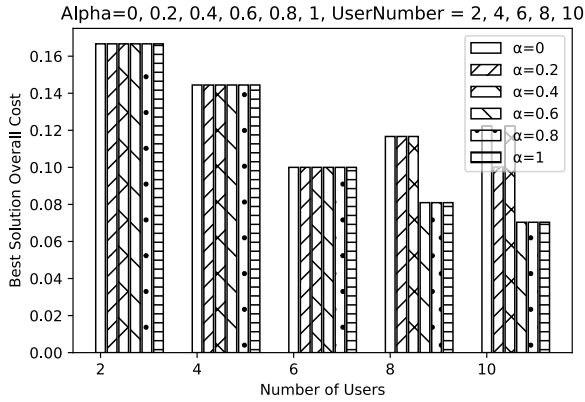 Alpha=0, 0.2, 0.4, 0.6, 0.8, 1, UserNumber = 2, 4, 6, 8, 10
Best Solution Overall Cost
0.16
0.14
0.12
0.10
0.08
0.06
0.04
0.02
0.00
α=0
α=0.2
α=0.4
α=0.6
α=0.8
α=1
2
4
6
8
10
Number of Users